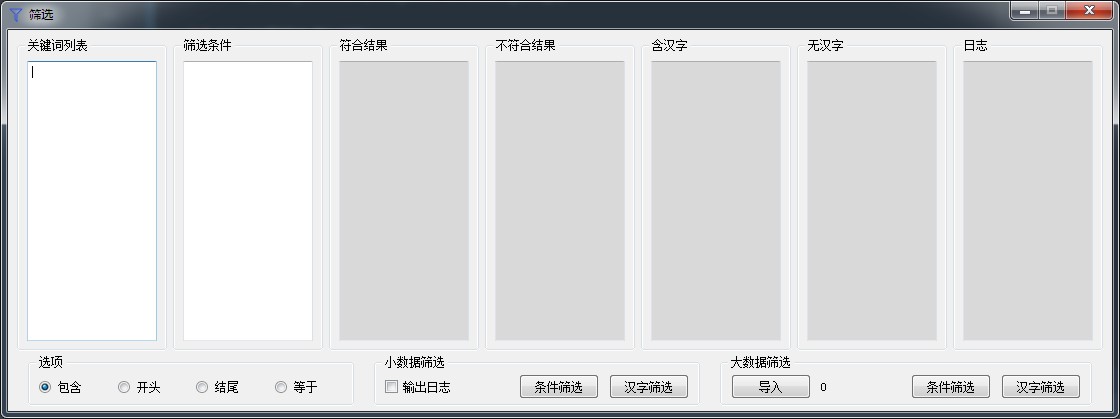 筛选
关键词列表
筛选条件
符合结果
不符合结果
含汉字
无汉字
日志
选项
包含
开头
结尾
等于
小数据筛选
输出日志
条件筛选
汉字筛选
大数据筛选
导入
0
条件筛选
汉字筛选